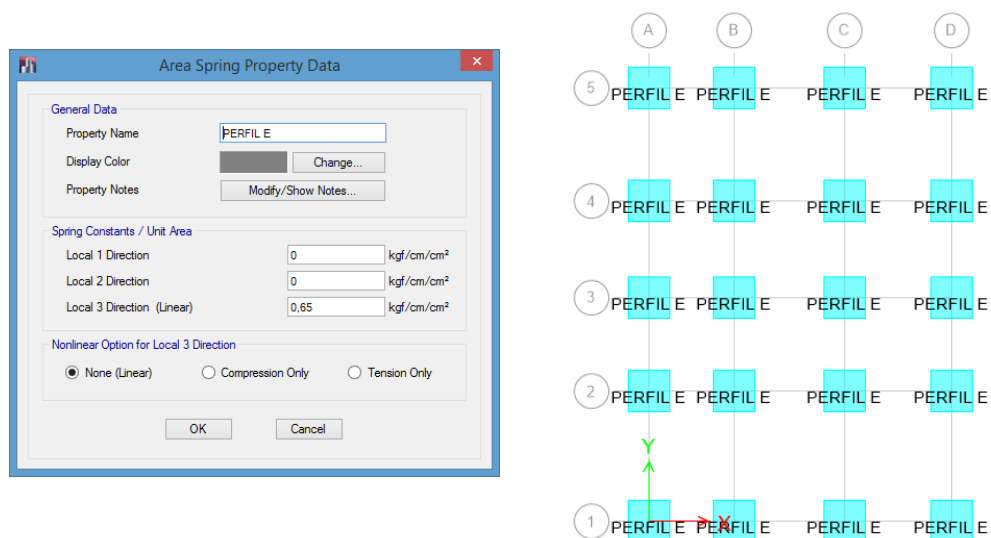 Area Spring Property Data
General Data
Property Name PERFIL E
Display Color Change...
Property Notes Modify/Show Notes...
Spring Constants / Unit Area
Local 1 Direction 0 kgf/cm/cm²
Local 2 Direction 0 kgf/cm/cm²
Local 3 Direction (Linear) 0,65 kgf/cm/cm²
Nonlinear Option for Local 3 Direction
None (Linear) Compression Only Tension Only
OK Cancel
A B C D
5 PERFIL E PERFIL E PERFIL E PERFIL E
4 PERFIL E PERFIL E PERFIL E PERFIL E
3 PERFIL E PERFIL E PERFIL E PERFIL E
2 PERFIL E PERFIL E PERFIL E PERFIL E
Y
1 PERFIL E X PERFIL E PERFIL E PERFIL E